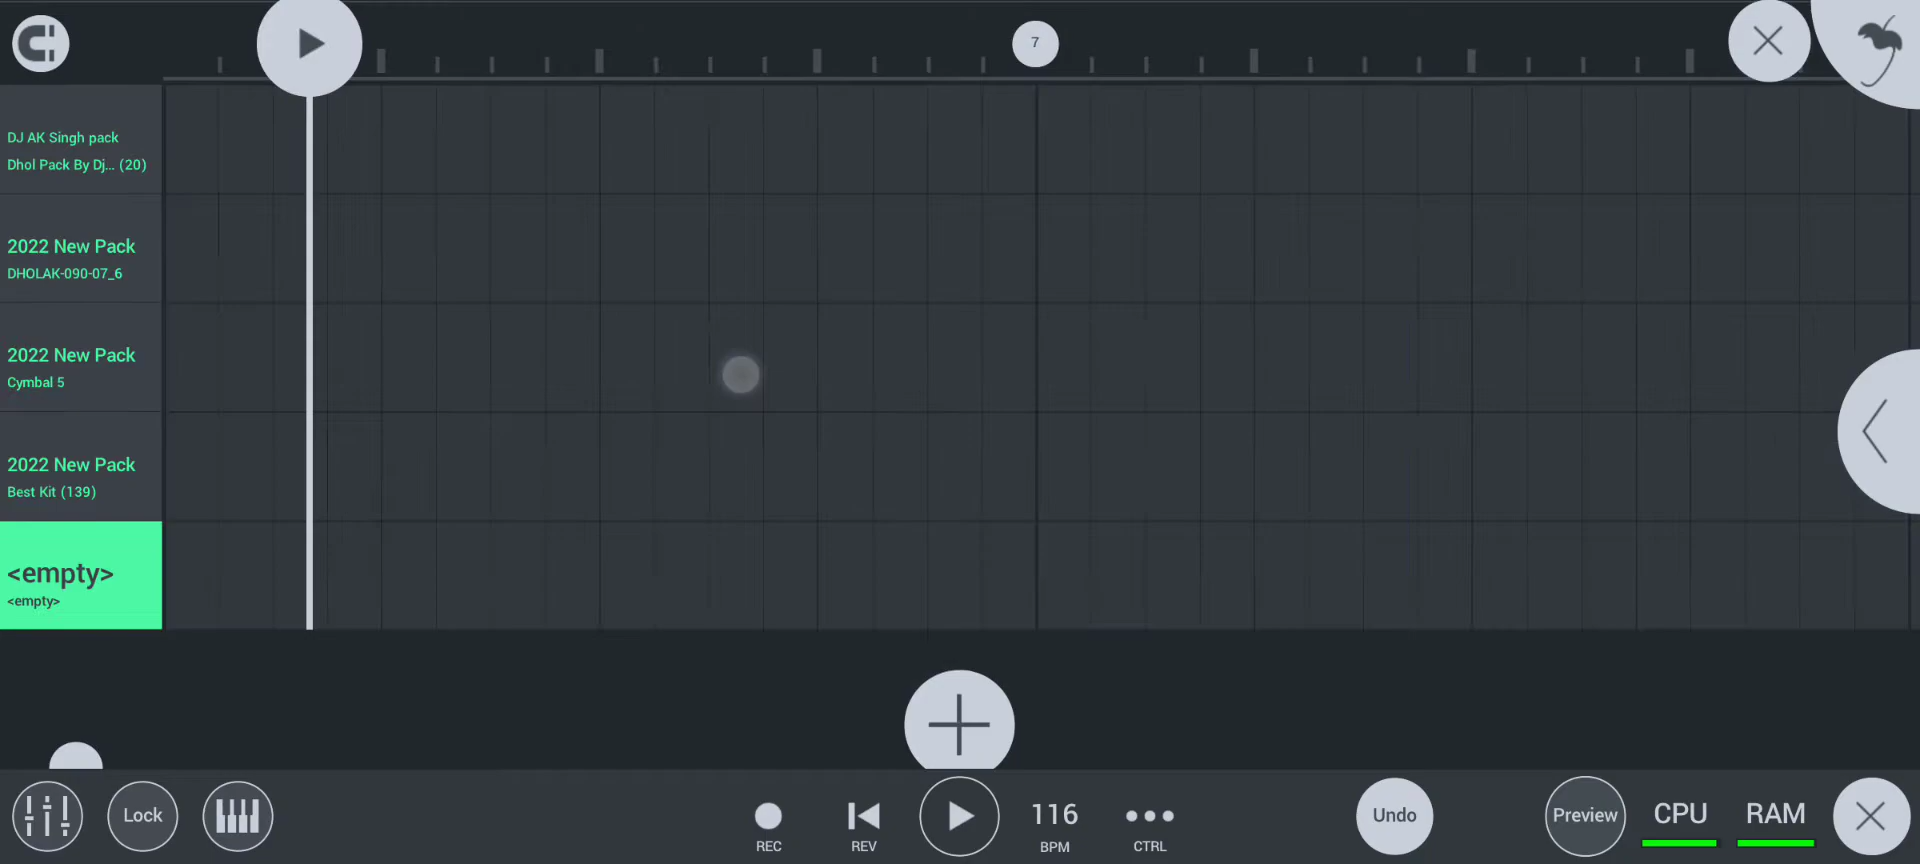 7
DJ AK Singh pack
Dhol Pack By Dj... (20)
2022 New Pack
DHOLAK-090-07_6
2022 New Pack
Cymbal 5
2022 New Pack
Best Kit (139)
<empty>
<empty>
Lock
REC
REV
116
BPM
CTRL
Undo
Preview
CPU
RAM